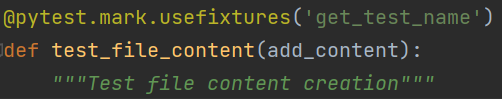 @pytest.mark.usefixtures('get_test_name')
def test_file_content(add_content):
    """Test file content creation"""